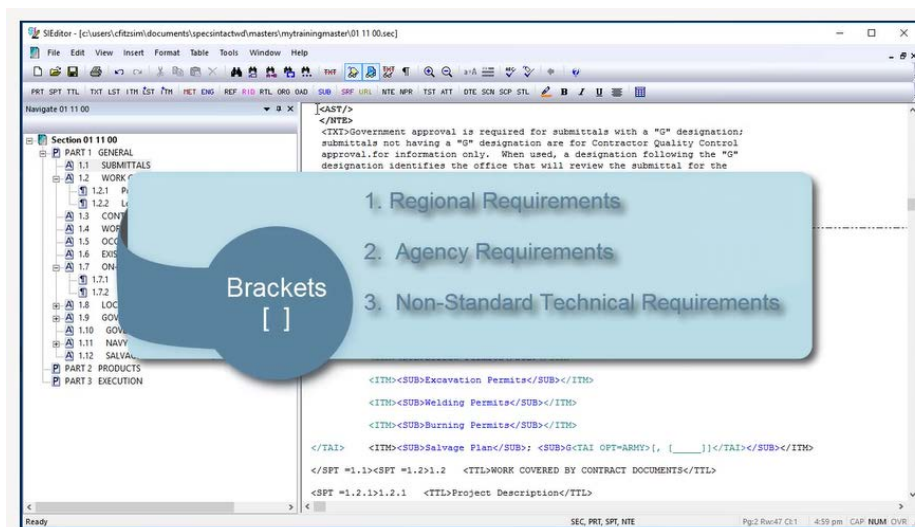 SIEditor - [c:\users\cfitzsim\documents\specsintactwd\masters\mytrainingmaster\01 11 00.sec]
File Edit View Insert Format Table Tools Window Help
PRT SPT TTL TXT LST ITM MET ENG REF RID RTL ORG OAD SUB SRF URL NTE NPR TST ATT DTE SCN SCP STL B I U
Navigate 01 11 00
Section 01 11 00
PART 1 GENERAL
1.1 SUBMITTALS
1.2 WORK
1.2.1
1.2.2
1.3 CONT
1.4 WOR
1.5 OCC
1.6 EXIS
1.7 ON-
1.7.1
1.7.2
1.8 LOC
1.9 GOV
1.10 GOV
1.11 NAVY
1.12 SALVAG
PART 2 PRODUCTS
PART 3 EXECUTION
<AST/>
</NTE>
<TXT>Government approval is required for submittals with a "G" designation;
submittals not having a "G" designation are for Contractor Quality Control
approval.for information only. When used, a designation following the "G"
designation identifies the office that will review the submittal for the
Brackets
[ ]
1. Regional Requirements
2. Agency Requirements
3. Non-Standard Technical Requirements
<ITM><SUB>Excavation Permits</SUB></ITM>
<ITM><SUB>Welding Permits</SUB></ITM>
<ITM><SUB>Burning Permits</SUB></ITM>
</TAI> <ITM><SUB>Salvage Plan</SUB>; <SUB>G<TAI OPT=ARMY>[, [_____]]</TAI></SUB></ITM>
</SPT =1.1><SPT =1.2>1.2 <TTL>WORK COVERED BY CONTRACT DOCUMENTS</TTL>
<SPT =1.2.1>1.2.1 <TTL>Project Description</TTL>
Ready
SEC, PRT, SPT, NTE
Pg:2 Rw:47 Cl:1 4:59 pm CAP NUM OVR